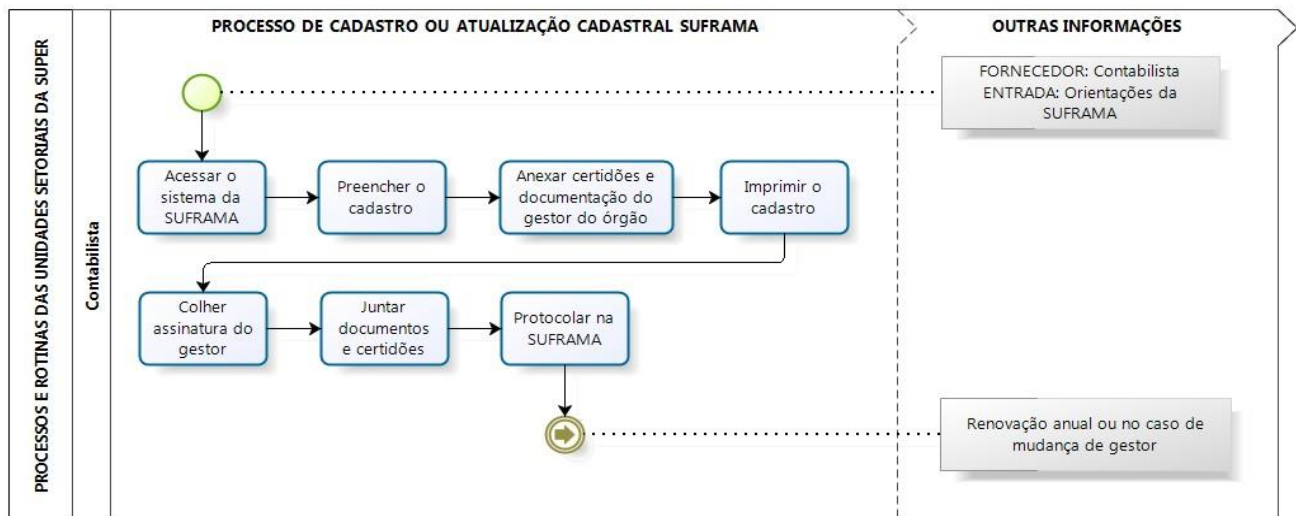 PROCESSOS E ROTINAS DAS UNIDADES SETORIAIS DA SUPER
Contabilista
PROCESSO DE CADASTRO OU ATUALIZAÇÃO CADASTRAL SUFRAMA
OUTRAS INFORMAÇÕES
FORNECEDOR: Contabilista
ENTRADA: Orientações da
SUFRAMA
Acessar o
sistema da
SUFRAMA
Preencher o
cadastro
Anexar certidões e
documentação do
gestor do órgão
Imprimir o
cadastro
Colher
assinatura do
gestor
Juntar
documentos
e certidões
Protocolar na
SUFRAMA
Renovação anual ou no caso de
mudança de gestor